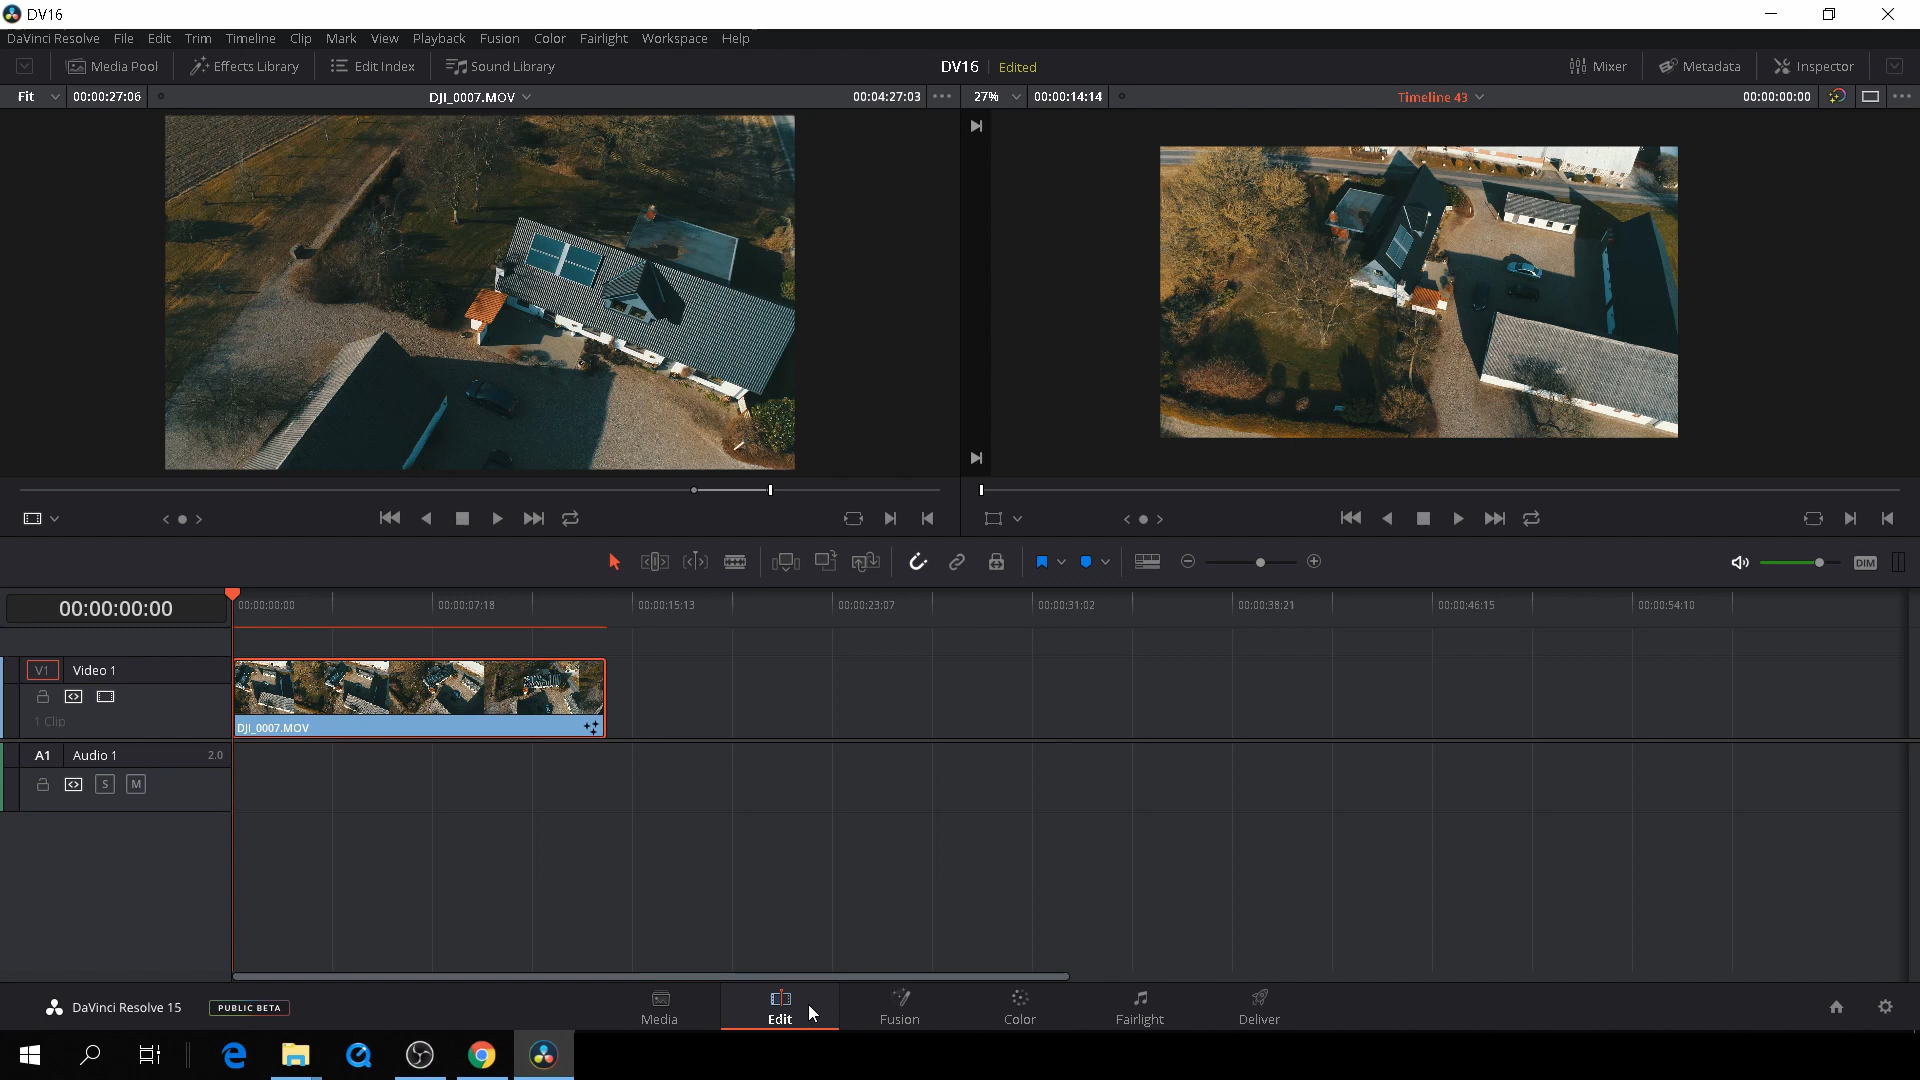 DV16
DaVinci Resolve File Edit Trim Timeline Clip Mark View Playback Fusion Color Fairlight Workspace Help
Media Pool Effects Library Edit Index Sound Library DV16 Edited Mixer Metadata Inspector
Fit 00:00:27:06 DJI_0007.MOV 00:04:27:03 27% 00:00:14:14 Timeline 43 00:00:00:00
DIM
00:00:00:00 00:00:00:00 00:00:07:18 00:00:15:13 00:00:23:07 00:00:31:02 00:00:38:21 00:00:46:15 00:00:54:10
V1 Video 1
1 Clip
DJI_0007.MOV
A1 Audio 1 2.0
S M
DaVinci Resolve 15 PUBLIC BETA
Media Edit Fusion Color Fairlight Deliver